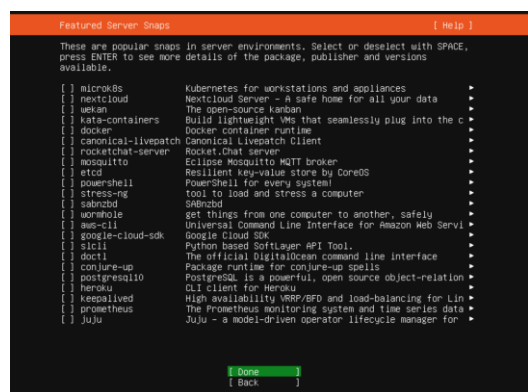 Featured Server Snaps [ Help ]
These are popular snaps in server environments. Select or deselect with SPACE,
press ENTER to see more details of the package, publisher and versions
available.
[ ] microk8s Kubernetes for workstations and appliances ▸
[ ] nextcloud Nextcloud Server - A safe home for all your data ▸
[ ] wekan The open-source kanban ▸
[ ] kata-containers Build lightweight VMs that seamlessly plug into the c ▸
[ ] docker Docker container runtime ▸
[ ] canonical-livepatch Canonical Livepatch Client ▸
[ ] rocketchat-server Rocket.Chat server ▸
[ ] mosquitto Eclipse Mosquitto MQTT broker ▸
[ ] etcd Resilient key-value store by CoreOS ▸
[ ] powershell PowerShell for every system! ▸
[ ] stress-ng tool to load and stress a computer ▸
[ ] sabnzbd SABnzbd ▸
[ ] wormhole get things from one computer to another, safely ▸
[ ] aws-cli Universal Command Line Interface for Amazon Web Servi ▸
[ ] google-cloud-sdk Google Cloud SDK ▸
[ ] slcli Python based SoftLayer API Tool. ▸
[ ] doctl The official DigitalOcean command line interface ▸
[ ] conjure-up Package runtime for conjure-up spells ▸
[ ] postgresql10 PostgreSQL is a powerful, open source object-relation ▸
[ ] heroku CLI client for Heroku ▸
[ ] keepalived High availability VRRP/BFD and load-balancing for Lin ▸
[ ] prometheus The Prometheus monitoring system and time series data ▸
[ ] juju Juju - a model-driven operator lifecycle manager for ▸
[ Done ]
[ Back ]